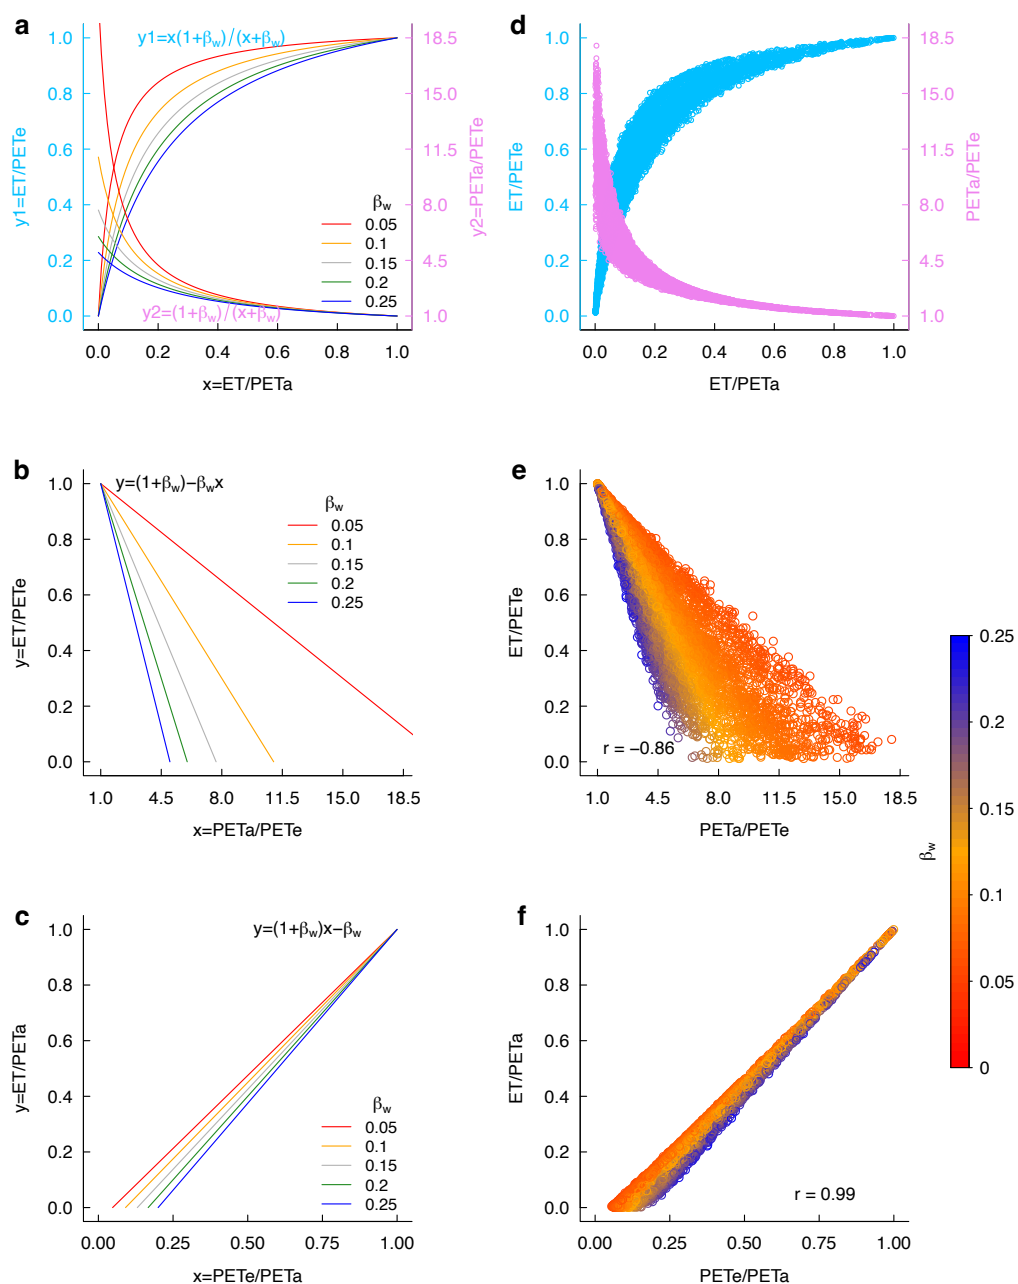 a
y1=x(1+βw)/(x+βw)
1.0
0.8
0.6
0.4
0.2
0.0
y1=ET/PETe
18.5
15.0
11.5
8.0
4.5
1.0
y2=PETa/PETe
βw
0.05
0.1
0.15
0.2
0.25
y2=(1+βw)/(x+βw)
0.0 0.2 0.4 0.6 0.8 1.0
x=ET/PETa
d
1.0
0.8
0.6
0.4
0.2
0.0
ET/PETe
18.5
15.0
11.5
8.0
4.5
1.0
PETa/PETe
0.0 0.2 0.4 0.6 0.8 1.0
ET/PETa
b
y=(1+βw)−βwx
1.0
0.8
0.6
0.4
0.2
0.0
y=ET/PETe
βw
0.05
0.1
0.15
0.2
0.25
1.0 4.5 8.0 11.5 15.0 18.5
x=PETa/PETe
e
1.0
0.8
0.6
0.4
0.2
0.0
ET/PETe
r = −0.86
1.0 4.5 8.0 11.5 15.0 18.5
PETa/PETe
0.25
0.2
0.15
0.1
0.05
0
βw
c
y=(1+βw)x−βw
1.0
0.8
0.6
0.4
0.2
0.0
y=ET/PETa
βw
0.05
0.1
0.15
0.2
0.25
0.00 0.25 0.50 0.75 1.00
x=PETe/PETa
f
1.0
0.8
0.6
0.4
0.2
0.0
ET/PETa
r = 0.99
0.00 0.25 0.50 0.75 1.00
PETe/PETa